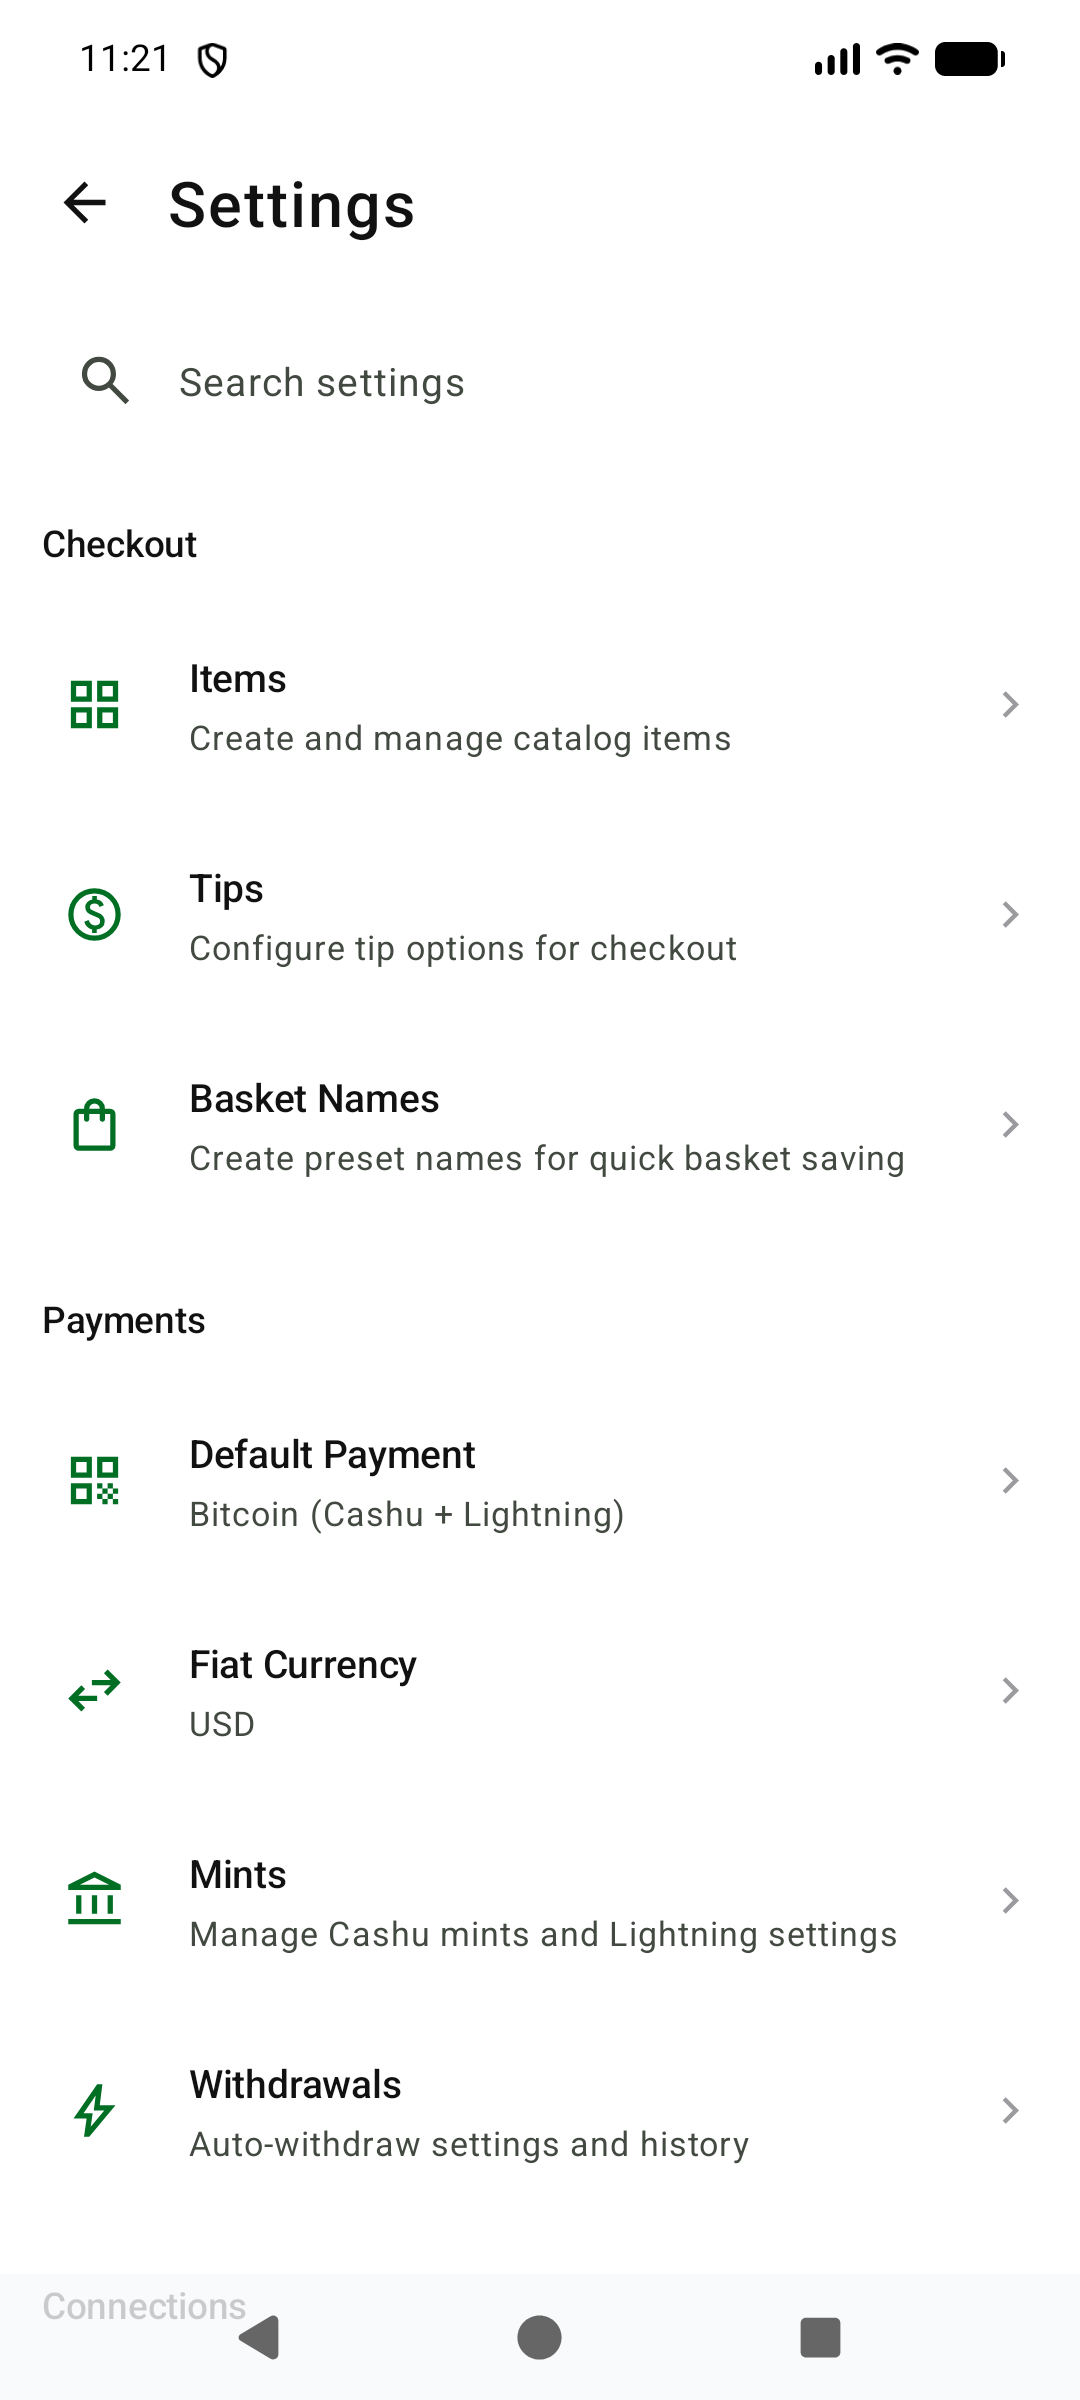 11:21
Settings
Search settings
Checkout
Items
Create and manage catalog items
Tips
Configure tip options for checkout
Basket Names
Create preset names for quick basket saving
Payments
Default Payment
Bitcoin (Cashu + Lightning)
Fiat Currency
USD
Mints
Manage Cashu mints and Lightning settings
Withdrawals
Auto-withdraw settings and history
Connections